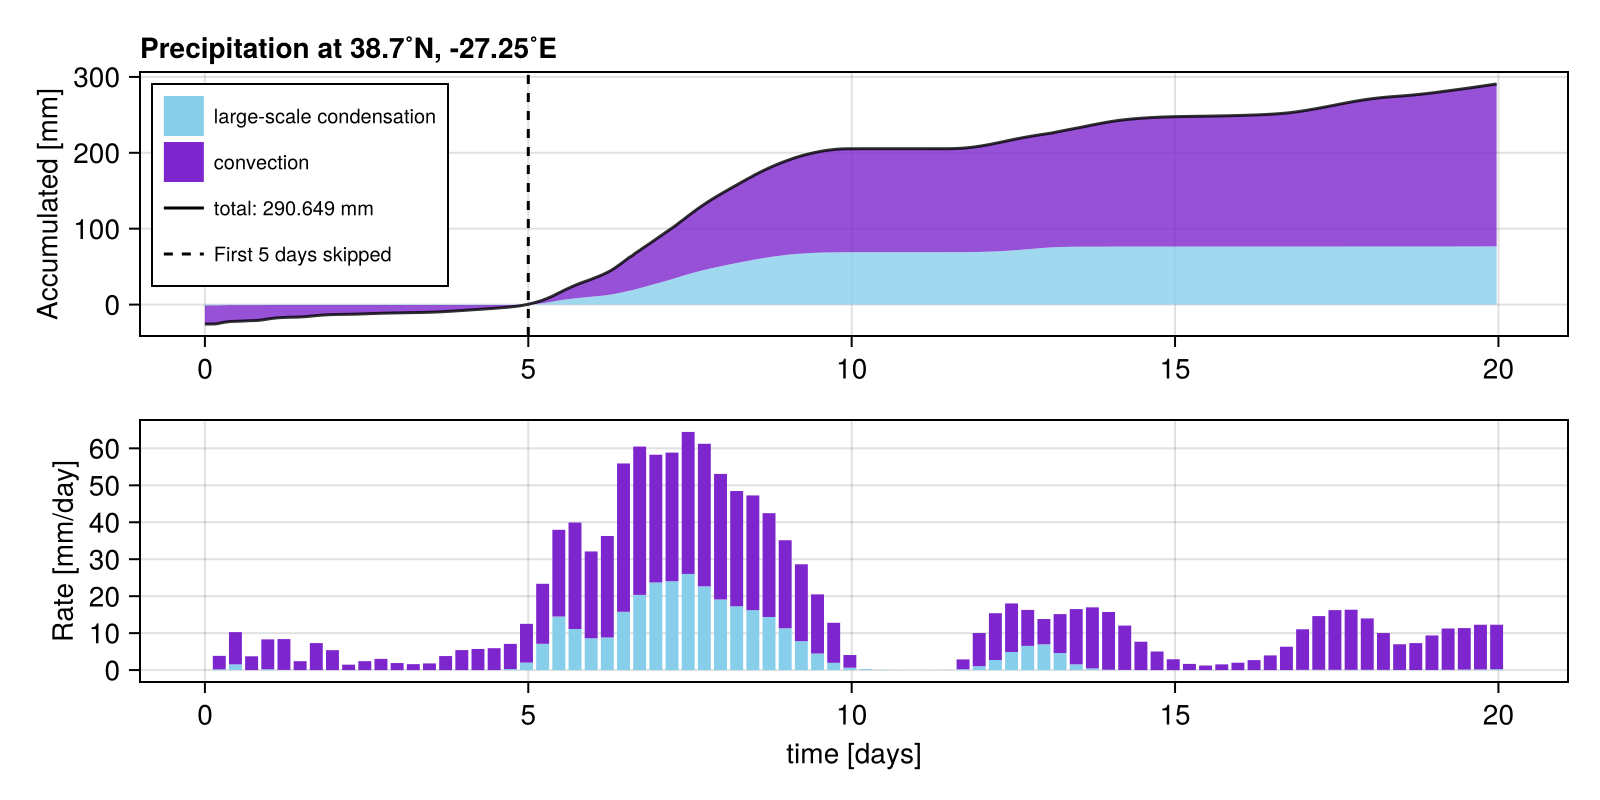 Precipitation at 38.7˚N, -27.25˚E
Accumulated [mm]
300
200
100
0
large-scale condensation
convection
total: 290.649 mm
First 5 days skipped
0 5 10 15 20
Rate [mm/day]
60
50
40
30
20
10
0
0 5 10 15 20
time [days]